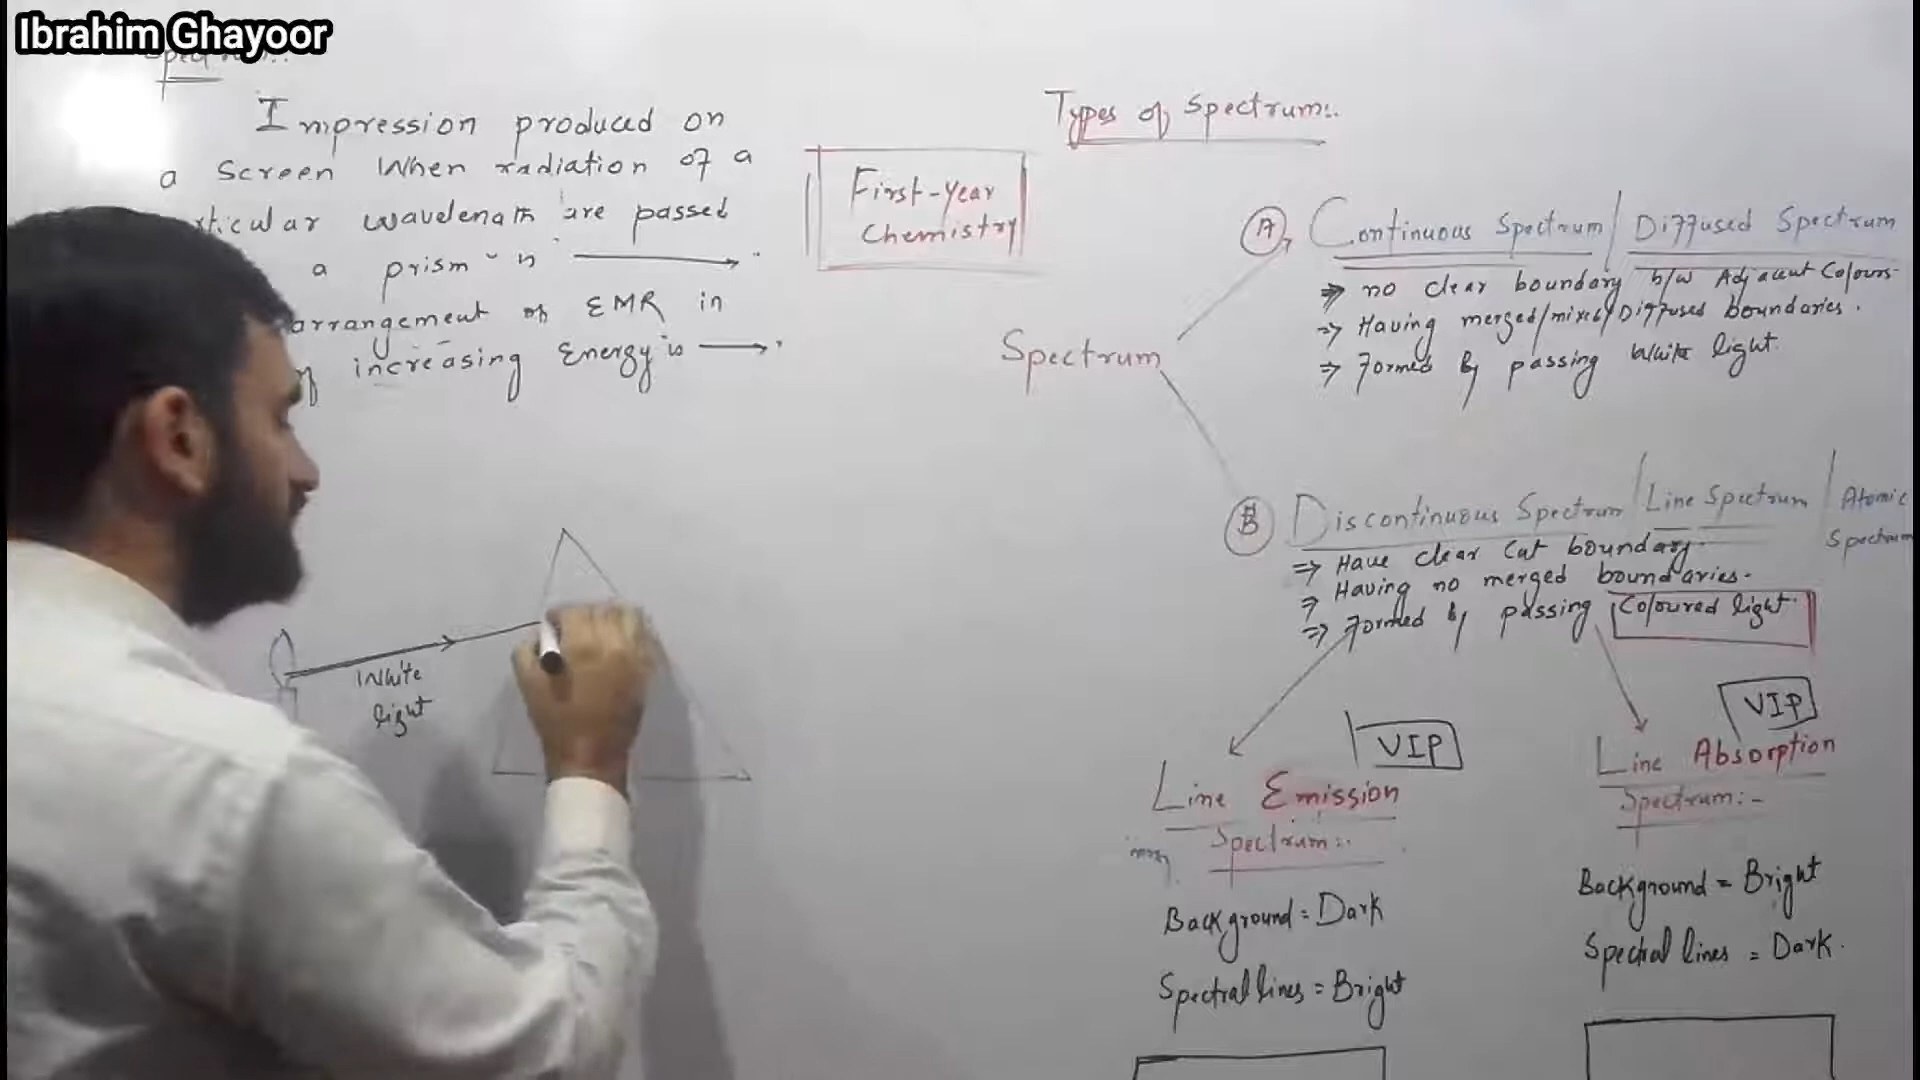 Ibrahim Ghayoor
Spectrum:.
Impression produced on
a screen When radiation of a
rticular wavelength are passed
a prism
arrangement of EMR in
of increasing Energy is
First-Year
Chemistry
Types of Spectrum:.
Spectrum
A Continuous Spectrum / Diffused Spectrum
⇒ no clear boundary b/w Adjacent Colours.
⇒ Having merged/mixed/Diffused boundaries.
⇒ Formed by passing White light.
B Discontinuous Spectrum / Line Spectrum / Atomic
Spectrum
⇒ Have clear Cut boundary.
⇒ Having no merged boundaries.
⇒ Formed by passing Coloured light.
White
light
VIP
Line Emission
Spectrum:.
Background = Dark
Spectral lines = Bright
VIP
Line Absorption
Spectrum:-
Background = Bright
Spectral lines = Dark.